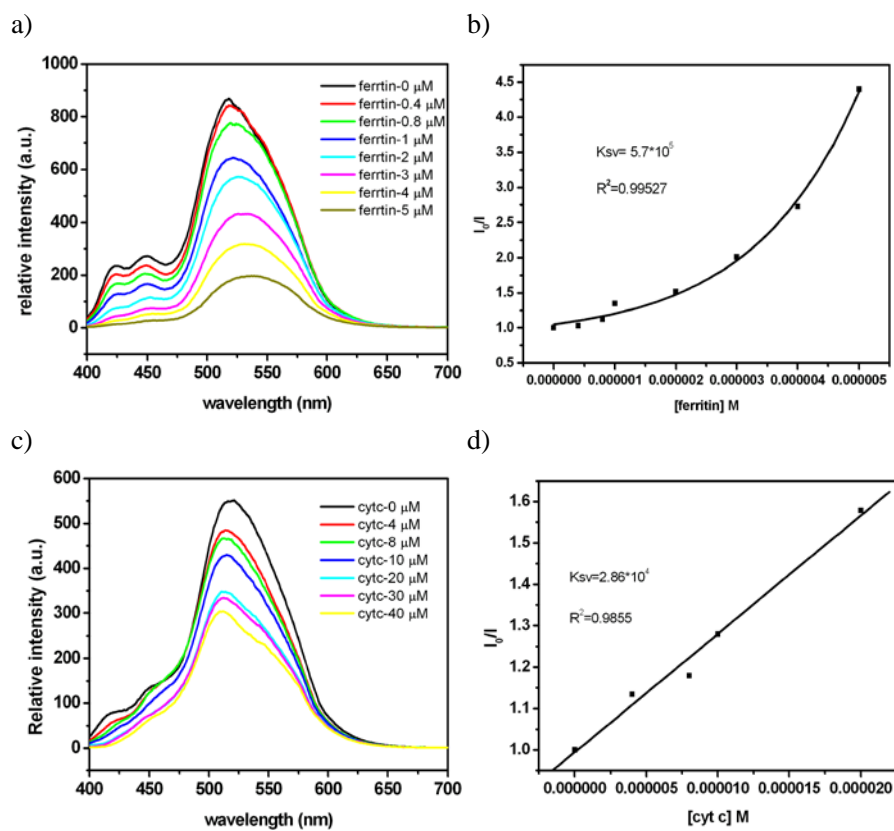 a)
1000
800
600
400
200
0
relative intensity (a.u.)
400 450 500 550 600 650 700
wavelength (nm)
ferrtin-0 μM
ferrtin-0.4 μM
ferrtin-0.8 μM
ferrtin-1 μM
ferrtin-2 μM
ferrtin-3 μM
ferrtin-4 μM
ferrtin-5 μM
b)
4.5
4.0
3.5
3.0
2.5
2.0
1.5
1.0
0.5
I₀/I
Ksv= 5.7*10⁵
R²=0.99527
0.000000 0.000001 0.000002 0.000003 0.000004 0.000005
[ferritin] M
c)
600
500
400
300
200
100
0
Relative intensity (a.u.)
400 450 500 550 600 650 700
wavelength (nm)
cytc-0 μM
cytc-4 μM
cytc-8 μM
cytc-10 μM
cytc-20 μM
cytc-30 μM
cytc-40 μM
d)
1.6
1.5
1.4
1.3
1.2
1.1
1.0
I₀/I
Ksv=2.86*10⁴
R²=0.9855
0.000000 0.000005 0.000010 0.000015 0.000020
[cyt c] M